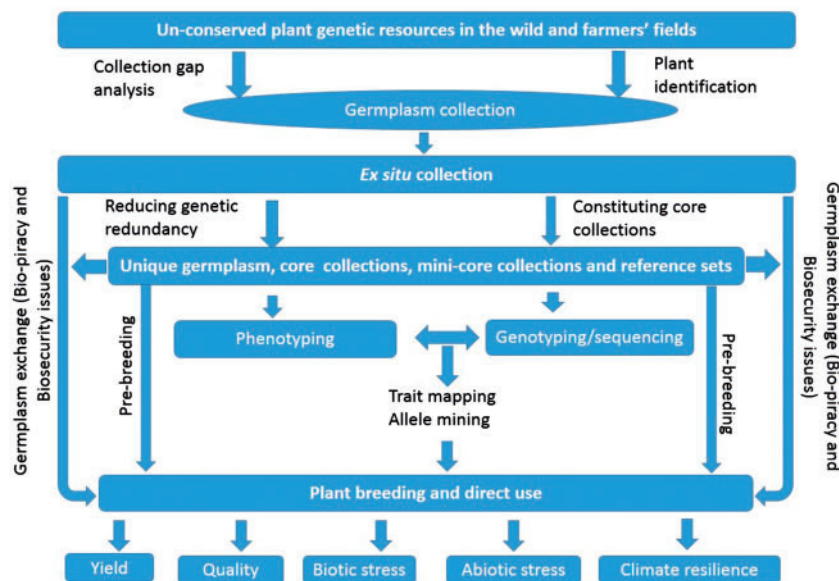 Un-conserved plant genetic resources in the wild and farmers' fields
Collection gap
analysis
Plant
identification
Germplasm collection
Ex situ collection
Reducing genetic
redundancy
Constituting core
collections
Germplasm exchange (Bio-piracy and
Biosecurity issues)
Germplasm exchange (Bio-piracy and
Biosecurity issues)
Unique germplasm, core collections, mini-core collections and reference sets
Pre-breeding
Phenotyping
Genotyping/sequencing
Pre-breeding
Trait mapping
Allele mining
Plant breeding and direct use
Yield
Quality
Biotic stress
Abiotic stress
Climate resilience